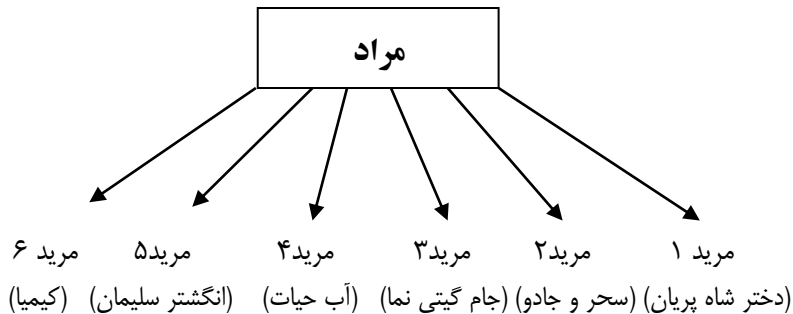 مراد
مرید ۱ مرید۲ مرید۳ مرید۴ مرید۵ مرید ۶
(دختر شاه پریان) (سحر و جادو) (جام گیتی نما) (آب حیات) (انگشتر سلیمان) (کیمیا)